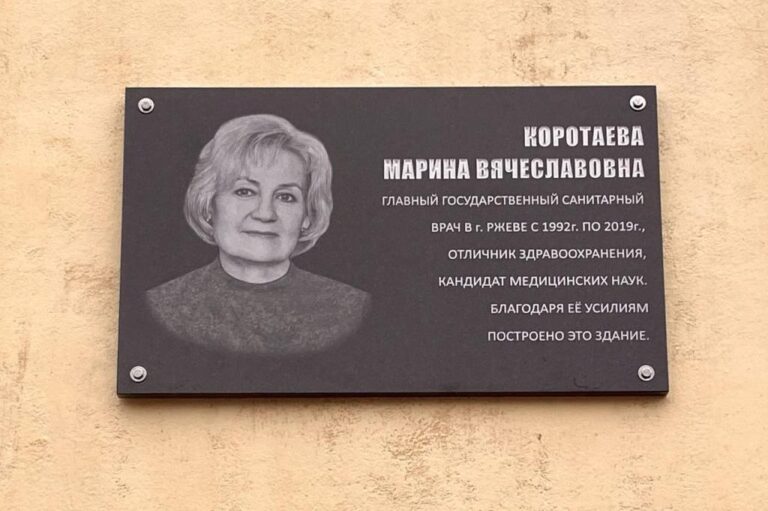 КОРОТАЕВА
МАРИНА ВЯЧЕСЛАВОВНА
ГЛАВНЫЙ ГОСУДАРСТВЕННЫЙ САНИТАРНЫЙ
ВРАЧ В г. РЖЕВЕ С 1992г. ПО 2019г.,
ОТЛИЧНИК ЗДРАВООХРАНЕНИЯ,
КАНДИДАТ МЕДИЦИНСКИХ НАУК.
БЛАГОДАРЯ ЕЁ УСИЛИЯМ
ПОСТРОЕНО ЭТО ЗДАНИЕ.